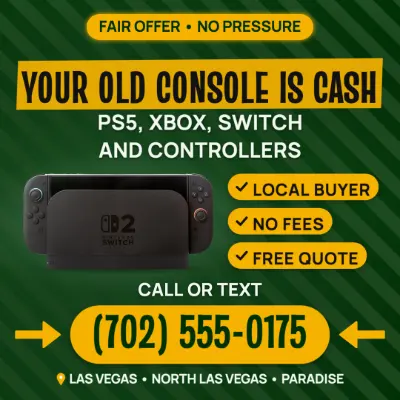 FAIR OFFER • NO PRESSURE
YOUR OLD CONSOLE IS CASH
PS5, XBOX, SWITCH
AND CONTROLLERS
2
SWITCH
LOCAL BUYER
NO FEES
FREE QUOTE
CALL OR TEXT
(702) 555-0175
LAS VEGAS • NORTH LAS VEGAS • PARADISE